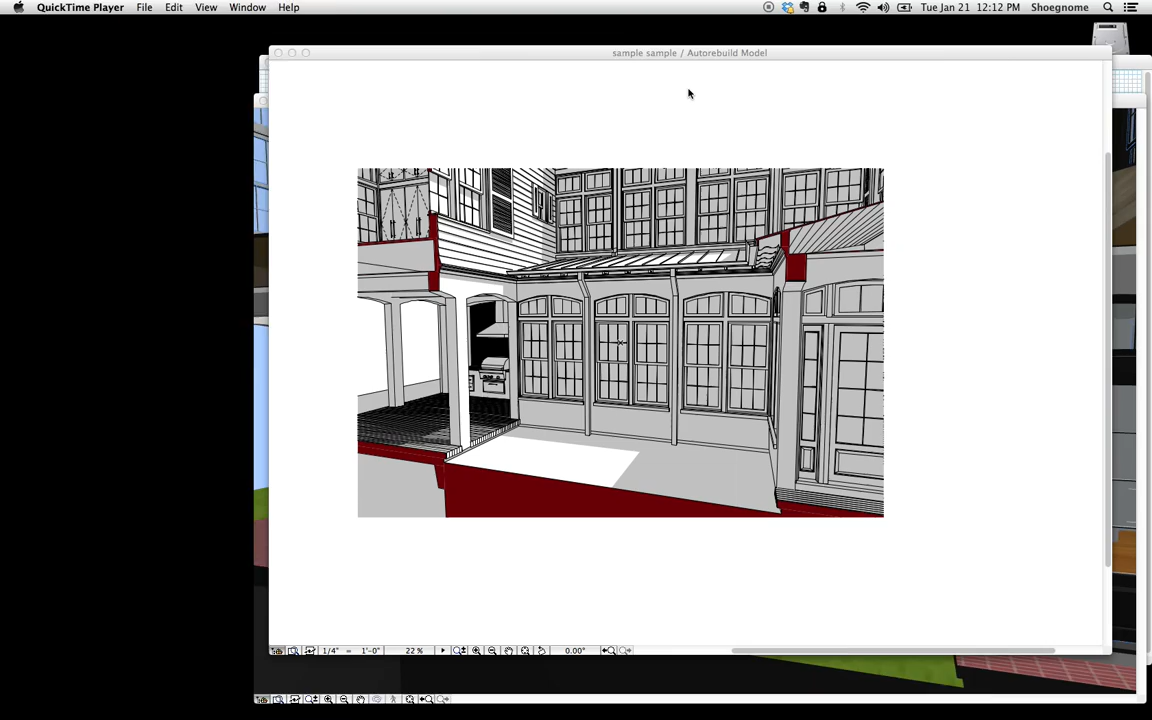 QuickTime Player File Edit View Window Help Tue Jan 21 12:12 PM Shoegnome
sample sample / Autorebuild Model
1/4" = 1'-0" 22 % 0.00°